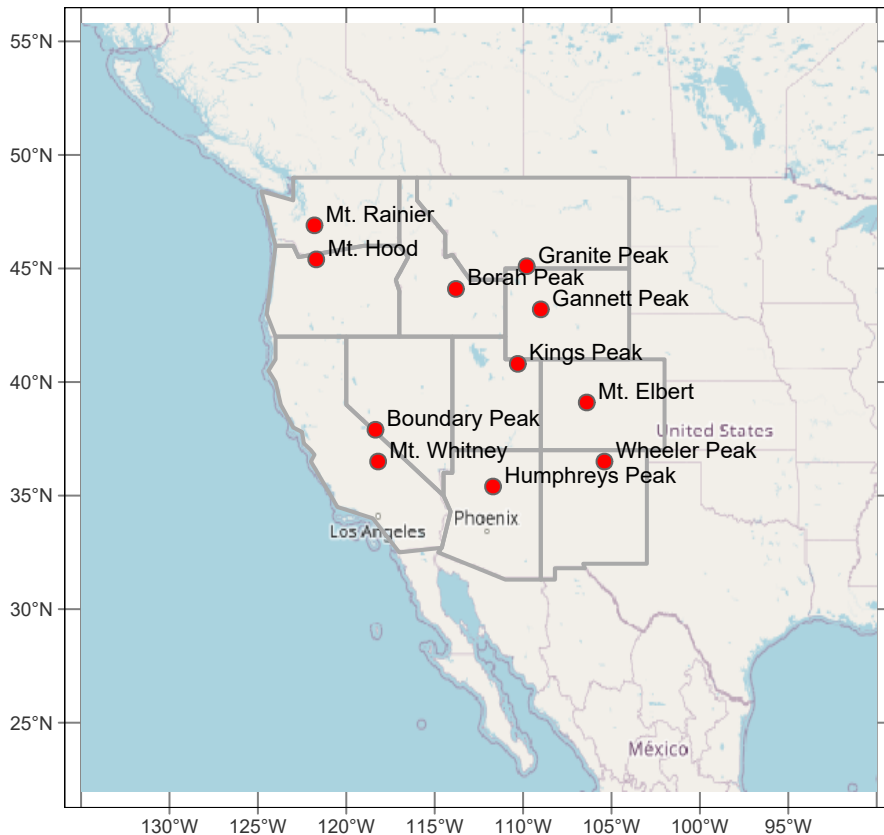 55°N
50°N
Mt. Rainier
Mt. Hood
Granite Peak
45°N
Borah Peak
Gannett Peak
Kings Peak
40°N
Mt. Elbert
Boundary Peak
United States
Mt. Whitney
Wheeler Peak
Humphreys Peak
35°N
Phoenix
Los Angeles
30°N
25°N
México
130°W 125°W 120°W 115°W 110°W 105°W 100°W 95°W